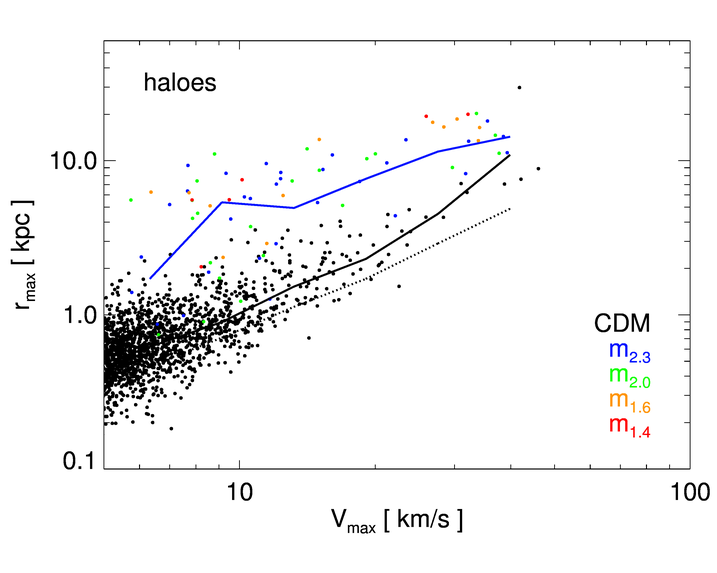 haloes
10.0
1.0
0.1
r_max [ kpc ]
CDM
m_2.3
m_2.0
m_1.6
m_1.4
10
100
V_max [ km/s ]